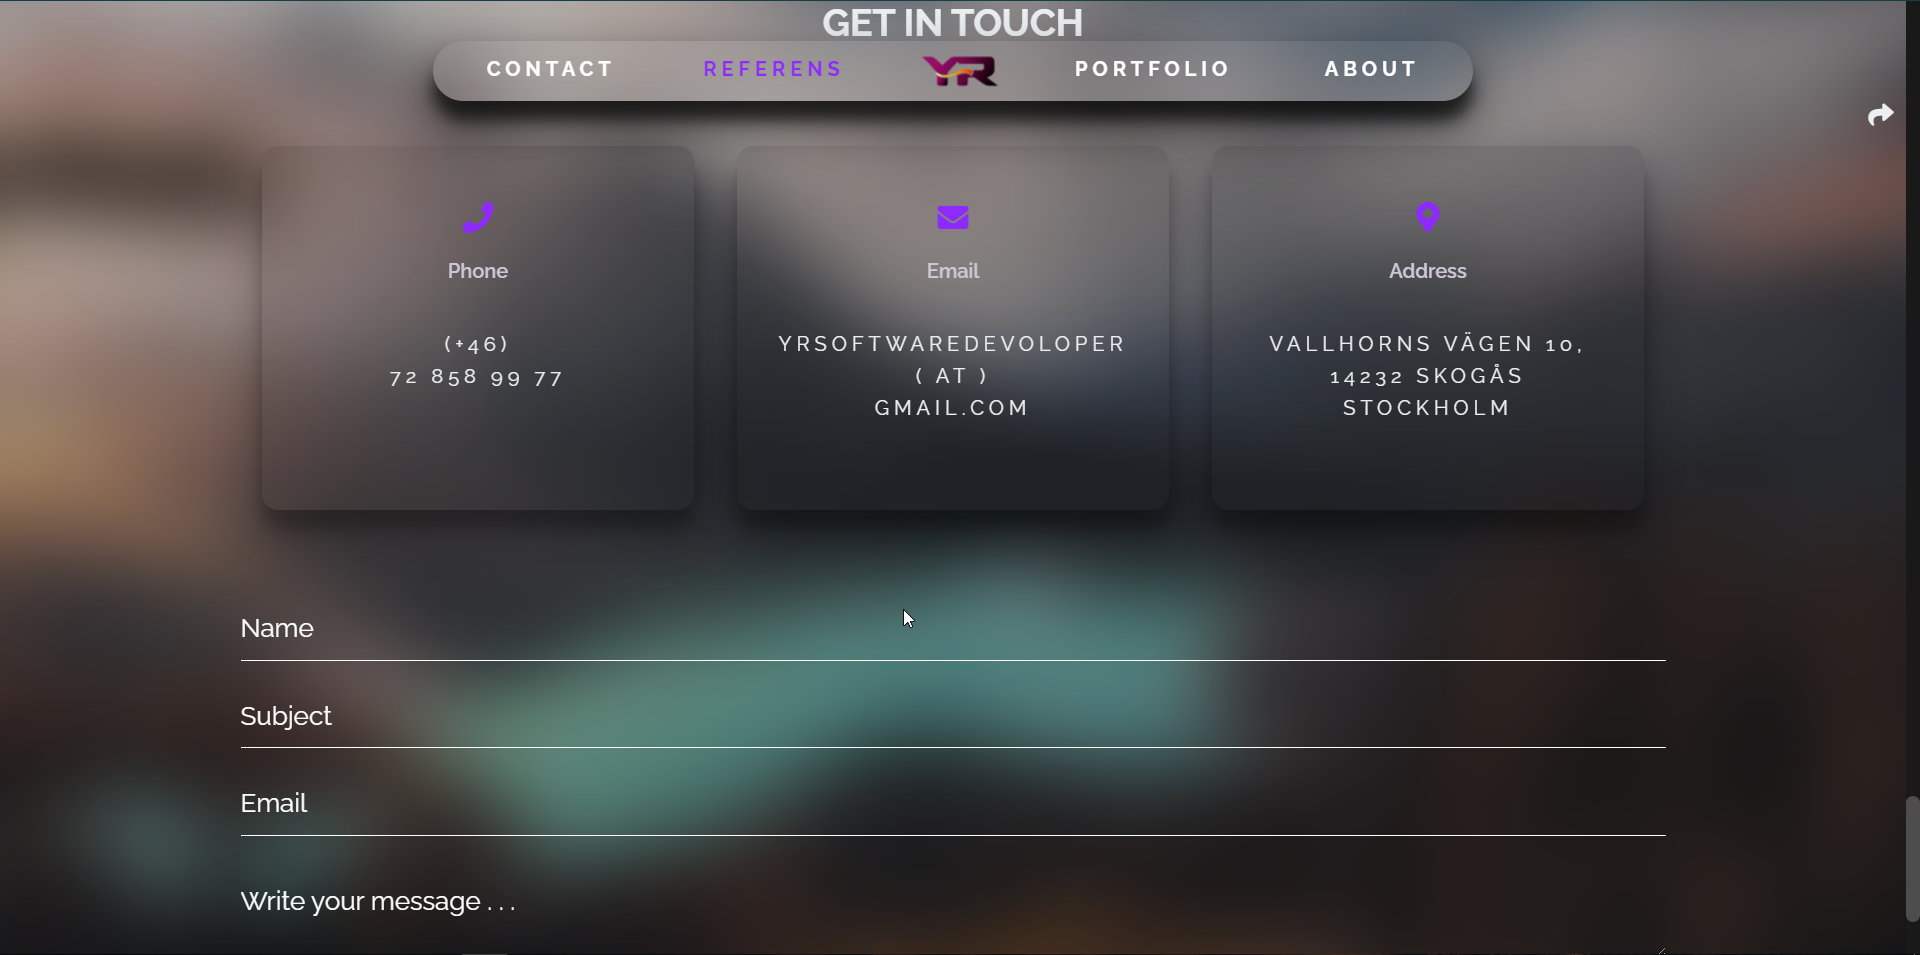 GET IN TOUCH
CONTACT REFERENS YR PORTFOLIO ABOUT
Phone
(+46)
72 858 99 77
Email
YRSOFTWAREDEVOLOPER
( AT )
GMAIL.COM
Address
VALLHORNS VÄGEN 10,
14232 SKOGÅS
STOCKHOLM
Name
Subject
Email
Write your message . . .